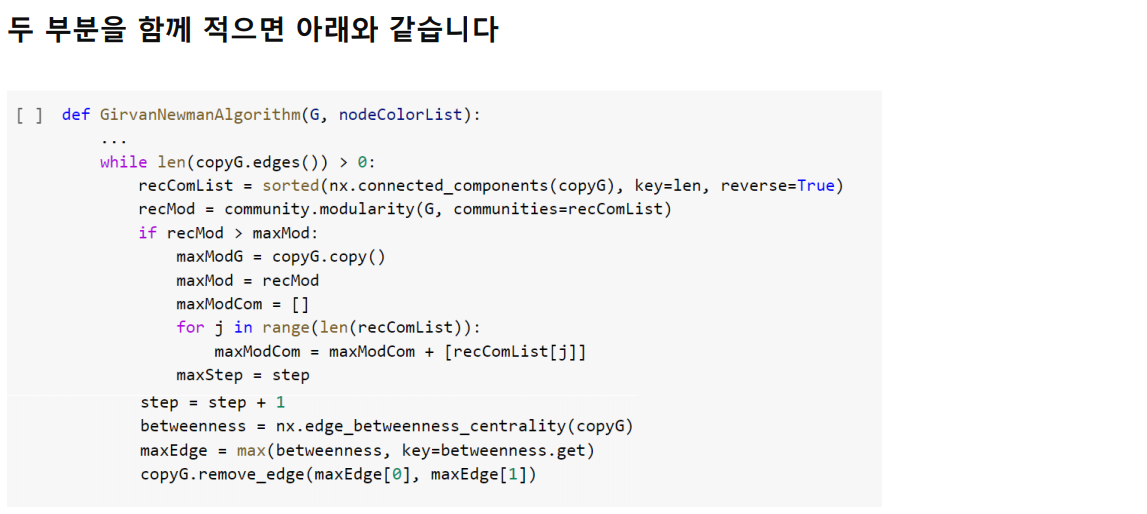 두 부분을 함께 적으면 아래와 같습니다
[ ] def GirvanNewmanAlgorithm(G, nodeColorList):
...
while len(copyG.edges()) > 0:
recComList = sorted(nx.connected_components(copyG), key=len, reverse=True)
recMod = community.modularity(G, communities=recComList)
if recMod > maxMod:
maxModG = copyG.copy()
maxMod = recMod
maxModCom = []
for j in range(len(recComList)):
maxModCom = maxModCom + [recComList[j]]
maxStep = step
step = step + 1
betweenness = nx.edge_betweenness_centrality(copyG)
maxEdge = max(betweenness, key=betweenness.get)
copyG.remove_edge(maxEdge[0], maxEdge[1])